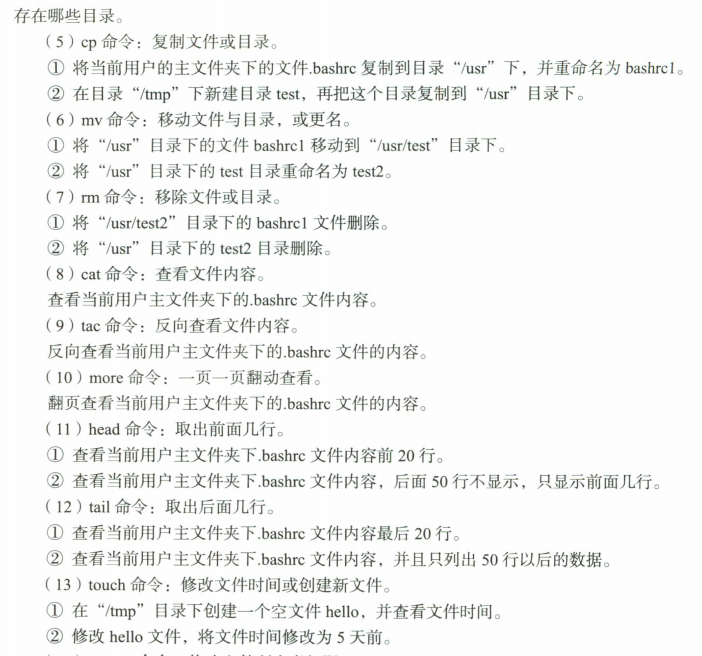 存在哪些目录。
（5）cp 命令：复制文件或目录。
① 将当前用户的主文件夹下的文件.bashrc 复制到目录“/usr”下，并重命名为 bashrc1。
② 在目录“/tmp”下新建目录 test，再把这个目录复制到“/usr”目录下。
（6）mv 命令：移动文件与目录，或更名。
① 将“/usr”目录下的文件 bashrc1 移动到“/usr/test”目录下。
② 将“/usr”目录下的 test 目录重命名为 test2。
（7）rm 命令：移除文件或目录。
① 将“/usr/test2”目录下的 bashrc1 文件删除。
② 将“/usr”目录下的 test2 目录删除。
（8）cat 命令：查看文件内容。
查看当前用户主文件夹下的.bashrc 文件内容。
（9）tac 命令：反向查看文件内容。
反向查看当前用户主文件夹下的.bashrc 文件的内容。
（10）more 命令：一页一页翻动查看。
翻页查看当前用户主文件夹下的.bashrc 文件的内容。
（11）head 命令：取出前面几行。
① 查看当前用户主文件夹下.bashrc 文件内容前 20 行。
② 查看当前用户主文件夹下.bashrc 文件内容，后面 50 行不显示，只显示前面几行。
（12）tail 命令：取出后面几行。
① 查看当前用户主文件夹下.bashrc 文件内容最后 20 行。
② 查看当前用户主文件夹下.bashrc 文件内容，并且只列出 50 行以后的数据。
（13）touch 命令：修改文件时间或创建新文件。
① 在“/tmp”目录下创建一个空文件 hello，并查看文件时间。
② 修改 hello 文件，将文件时间修改为 5 天前。